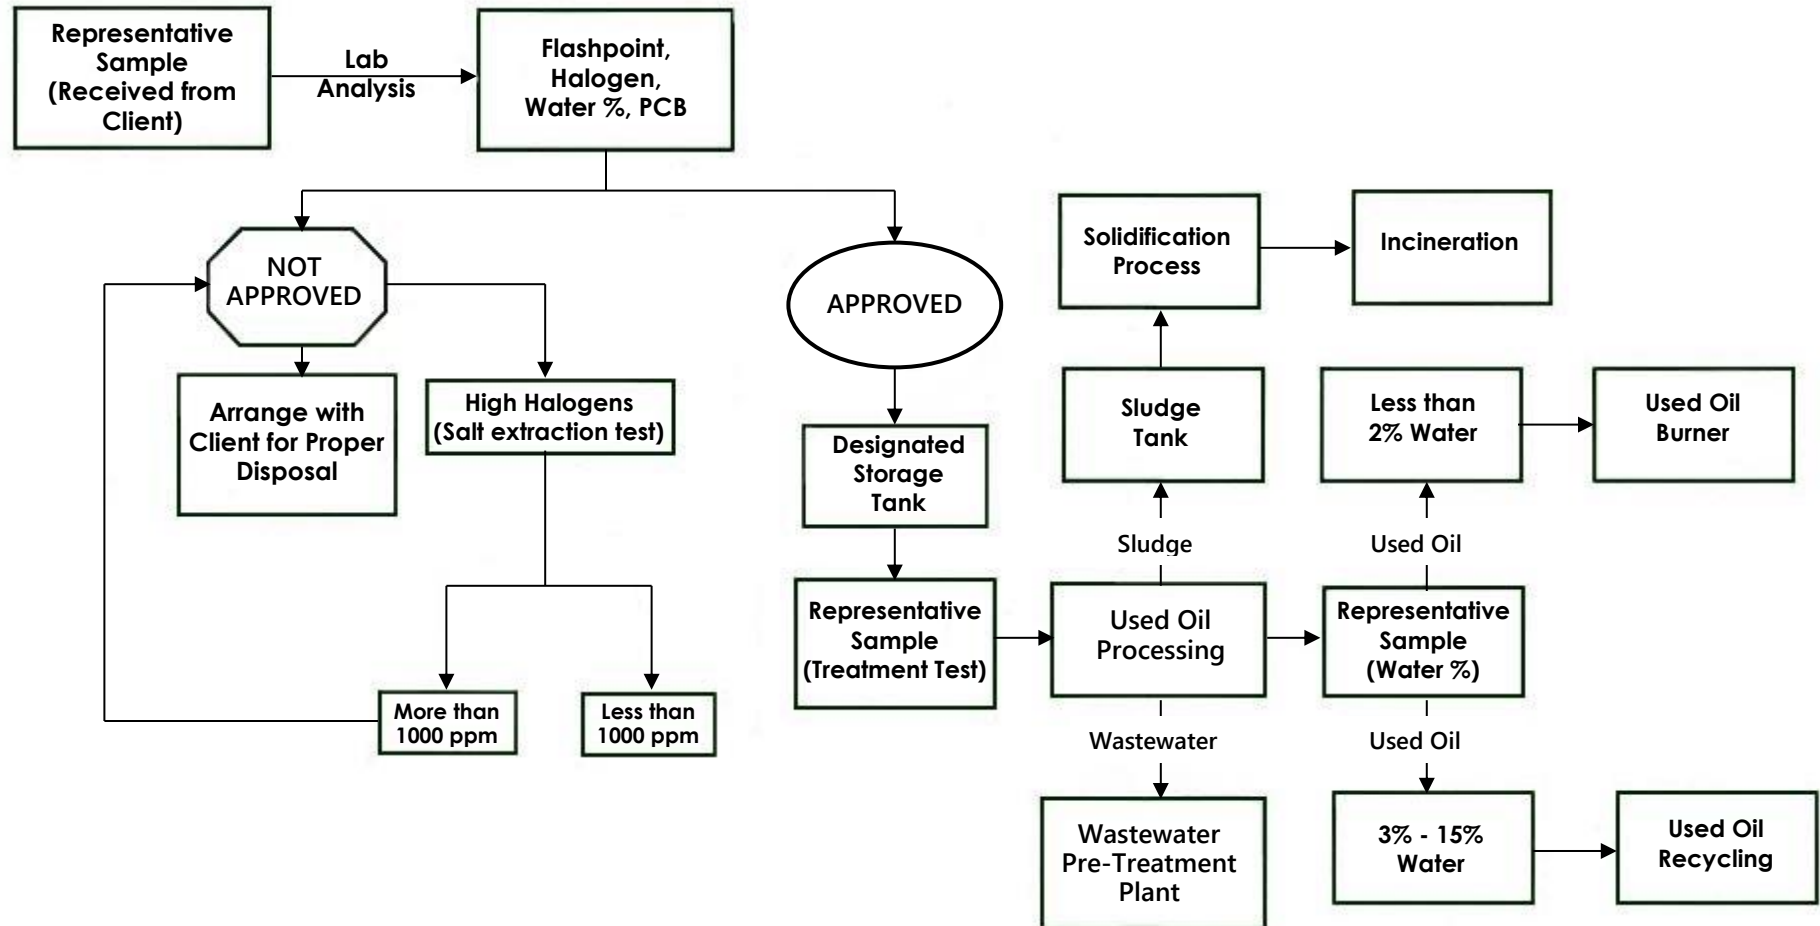 Representative
Sample
(Received from
Client)
Lab
Analysis
Flashpoint,
Halogen,
Water %, PCB
NOT
APPROVED
APPROVED
Solidification
Process
Incineration
Arrange with
Client for Proper
Disposal
High Halogens
(Salt extraction test)
Designated
Storage
Tank
Sludge
Tank
Less than
2% Water
Used Oil
Burner
Sludge
Used Oil
Representative
Sample
(Treatment Test)
Used Oil
Processing
Representative
Sample
(Water %)
More than
1000 ppm
Less than
1000 ppm
Wastewater
Used Oil
Wastewater
Pre-Treatment
Plant
3% - 15%
Water
Used Oil
Recycling